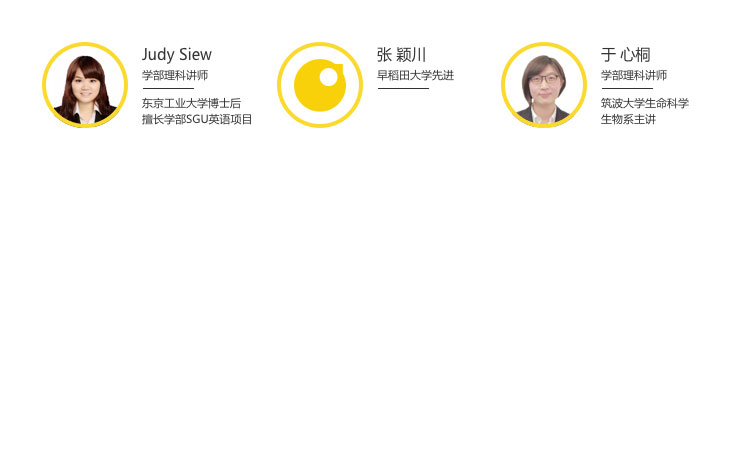 Judy Siew
学部理科讲师
东京工业大学博士后
擅长学部SGU英语项目
张 颖川
早稻田大学先进
于 心桐
学部理科讲师
筑波大学生命科学
生物系主讲